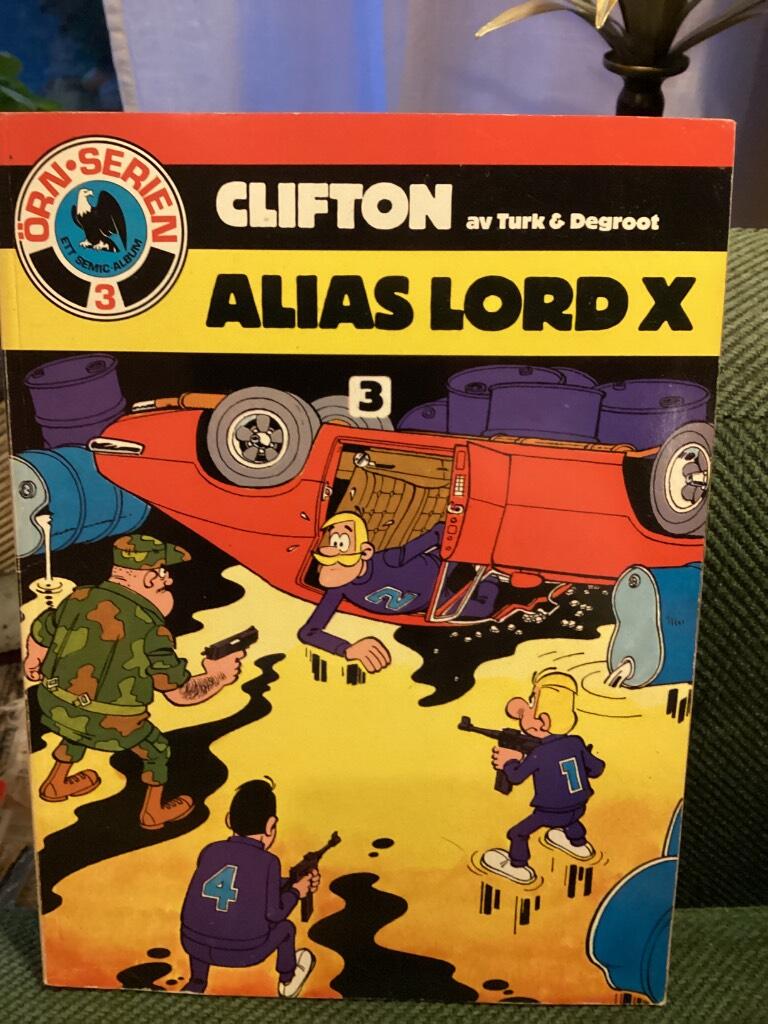 ÖRN·SERIEN
ETT SEMIC-ALBUM
3
CLIFTON
av Turk & Degroot
ALIAS LORD X
3
2
1
4